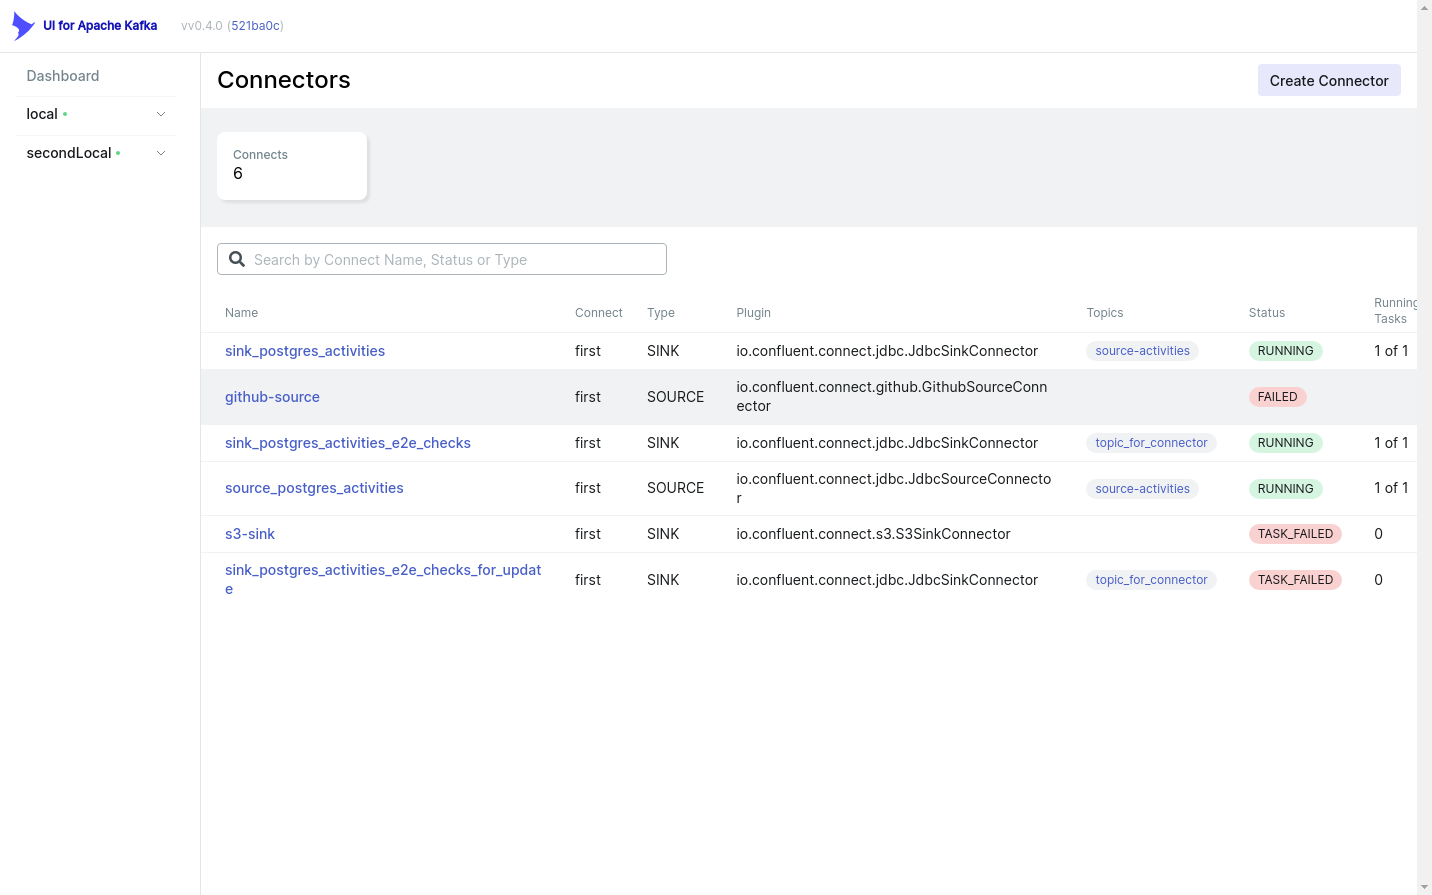 UI for Apache Kafka vv0.4.0 (521ba0c)
Dashboard
local
secondLocal
Connectors
Create Connector
Connects
6
Search by Connect Name, Status or Type
Name Connect Type Plugin Topics Status Running
Tasks
sink_postgres_activities first SINK io.confluent.connect.jdbc.JdbcSinkConnector source-activities RUNNING 1 of 1
github-source first SOURCE io.confluent.connect.github.GithubSourceConn
ector FAILED
sink_postgres_activities_e2e_checks first SINK io.confluent.connect.jdbc.JdbcSinkConnector topic_for_connector RUNNING 1 of 1
source_postgres_activities first SOURCE io.confluent.connect.jdbc.JdbcSourceConnecto
r source-activities RUNNING 1 of 1
s3-sink first SINK io.confluent.connect.s3.S3SinkConnector TASK_FAILED 0
sink_postgres_activities_e2e_checks_for_updat
e first SINK io.confluent.connect.jdbc.JdbcSinkConnector topic_for_connector TASK_FAILED 0